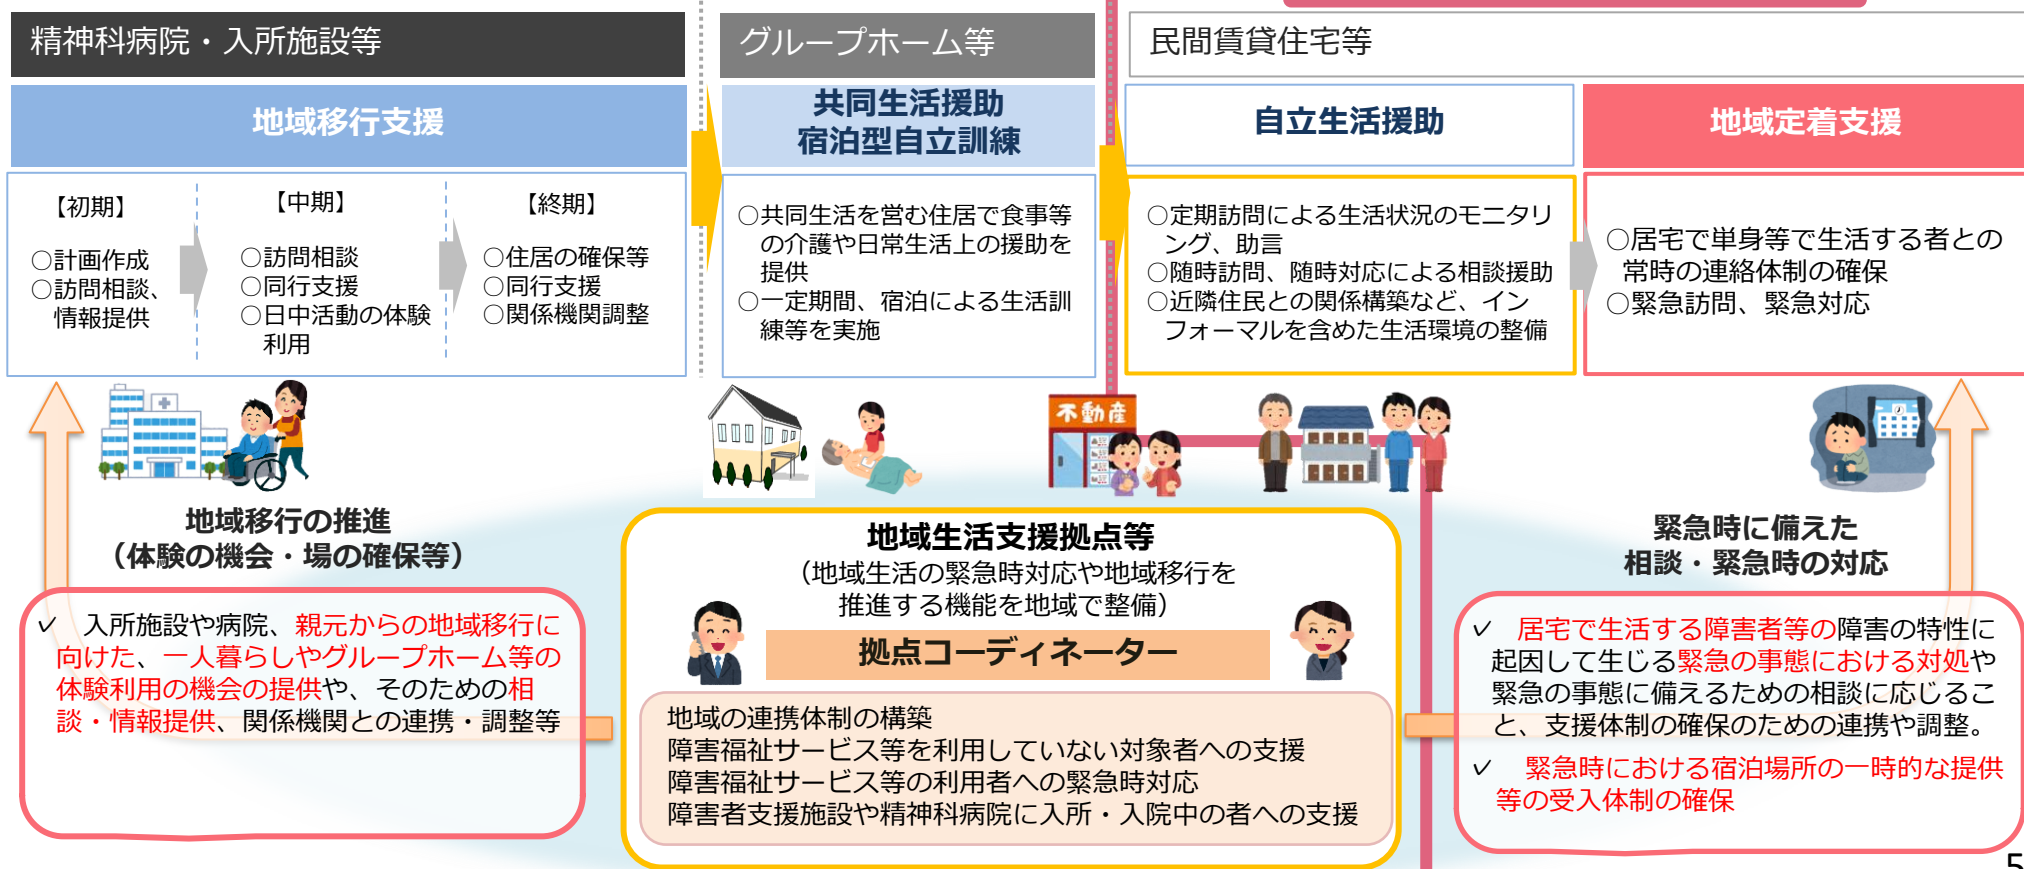 精神科病院・入所施設等
グループホーム等
民間賃貸住宅等
地域移行支援
共同生活援助
宿泊型自立訓練
自立生活援助
地域定着支援
【初期】
○計画作成
○訪問相談、
情報提供
【中期】
○訪問相談
○同行支援
○日中活動の体験
利用
【終期】
○住居の確保等
○同行支援
○関係機関調整
○共同生活を営む住居で食事等
の介護や日常生活上の援助を
提供
○一定期間、宿泊による生活訓
練等を実施
○定期訪問による生活状況のモニタリ
ング、助言
○随時訪問、随時対応による相談援助
○近隣住民との関係構築など、イン
フォーマルを含めた生活環境の整備
○居宅で単身等で生活する者との
常時の連絡体制の確保
○緊急訪問、緊急対応
不動産
地域移行の推進
（体験の機会・場の確保等）
✓ 入所施設や病院、親元からの地域移行に
向けた、一人暮らしやグループホーム等の
体験利用の機会の提供や、そのための相
談・情報提供、関係機関との連携・調整等
地域生活支援拠点等
（地域生活の緊急時対応や地域移行を
推進する機能を地域で整備）
拠点コーディネーター
地域の連携体制の構築
障害福祉サービス等を利用していない対象者への支援
障害福祉サービス等の利用者への緊急時対応
障害者支援施設や精神科病院に入所・入院中の者への支援
緊急時に備えた
相談・緊急時の対応
✓ 居宅で生活する障害者等の障害の特性に
起因して生じる緊急の事態における対処や
緊急の事態に備えるための相談に応じるこ
と、支援体制の確保のための連携や調整。
✓ 緊急時における宿泊場所の一時的な提供
等の受入体制の確保
5